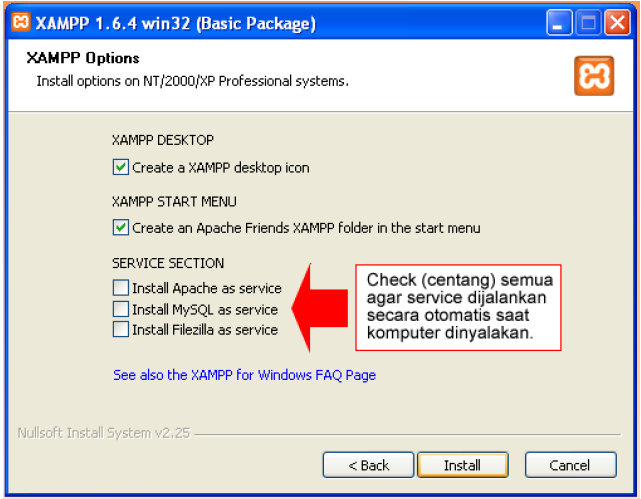 XAMPP 1.6.4 win32 (Basic Package)
XAMPP Options
Install options on NT/2000/XP Professional systems.
XAMPP DESKTOP
Create a XAMPP desktop icon
XAMPP START MENU
Create an Apache Friends XAMPP folder in the start menu
SERVICE SECTION
Install Apache as service
Install MySQL as service
Install Filezilla as service
Check (centang) semua
agar service dijalankan
secara otomatis saat
komputer dinyalakan.
See also the XAMPP for Windows FAQ Page
Nullsoft Install System v2.25
< Back
Install
Cancel